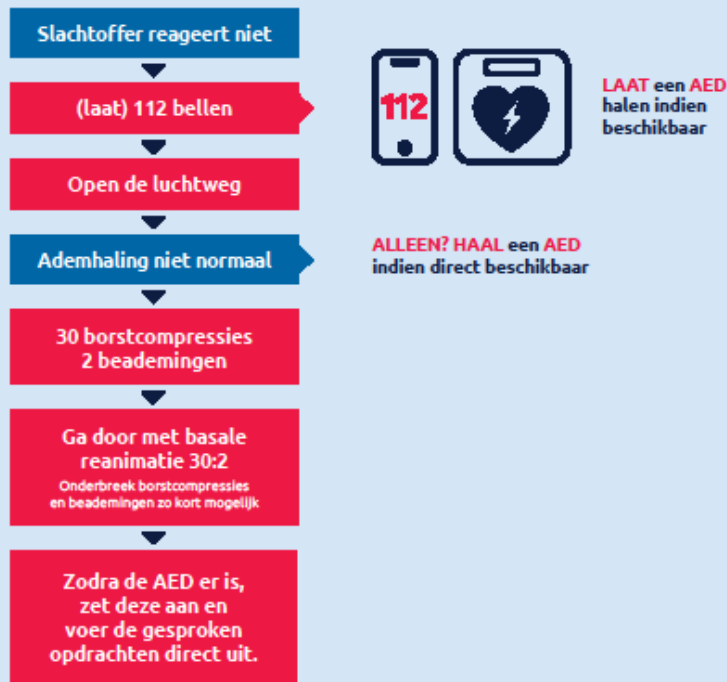 Slachtoffer reageert niet
(laat) 112 bellen
112
LAAT een AED
halen indien
beschikbaar
Open de luchtweg
Ademhaling niet normaal
ALLEEN? HAAL een AED
indien direct beschikbaar
30 borstcompressies
2 beademingen
Ga door met basale
reanimatie 30:2
Onderbreek borstcompressies
en beademingen zo kort mogelijk
Zodra de AED er is,
zet deze aan en
voer de gesproken
opdrachten direct uit.